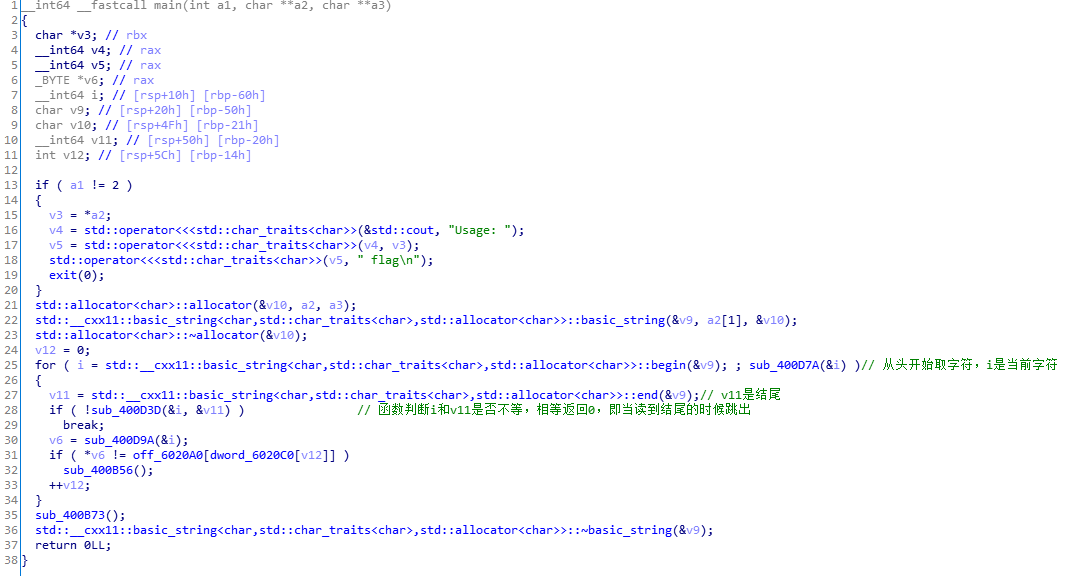 1 __int64 __fastcall main(int a1, char **a2, char **a3)
2 {
3   char *v3; // rbx
4   __int64 v4; // rax
5   __int64 v5; // rax
6   _BYTE *v6; // rax
7   __int64 i; // [rsp+10h] [rbp-60h]
8   char v9; // [rsp+20h] [rbp-50h]
9   char v10; // [rsp+4Fh] [rbp-21h]
10   __int64 v11; // [rsp+50h] [rbp-20h]
11   int v12; // [rsp+5Ch] [rbp-14h]
12
13   if ( a1 != 2 )
14   {
15     v3 = *a2;
16     v4 = std::operator<<<std::char_traits<char>>(&std::cout, "Usage: ");
17     v5 = std::operator<<<std::char_traits<char>>(v4, v3);
18     std::operator<<<std::char_traits<char>>(v5, " flag\n");
19     exit(0);
20   }
21   std::allocator<char>::allocator(&v10, a2, a3);
22   std::__cxx11::basic_string<char,std::char_traits<char>,std::allocator<char>>::basic_string(&v9, a2[1], &v10);
23   std::allocator<char>::~allocator(&v10);
24   v12 = 0;
25   for ( i = std::__cxx11::basic_string<char,std::char_traits<char>,std::allocator<char>>::begin(&v9); ; sub_400D7A(&i) )// 从头开始取字符，i是当前字符
26   {
27     v11 = std::__cxx11::basic_string<char,std::char_traits<char>,std::allocator<char>>::end(&v9);// v11是结尾
28     if ( !sub_400D3D(&i, &v11) )                // 函数判断i和v11是否不等，相等返回0，即当读到结尾的时候跳出
29       break;
30     v6 = sub_400D9A(&i);
31     if ( *v6 != off_6020A0[dword_6020C0[v12]] )
32       sub_400B56();
33     ++v12;
34   }
35   sub_400B73();
36   std::__cxx11::basic_string<char,std::char_traits<char>,std::allocator<char>>::~basic_string(&v9);
37   return 0LL;
38 }